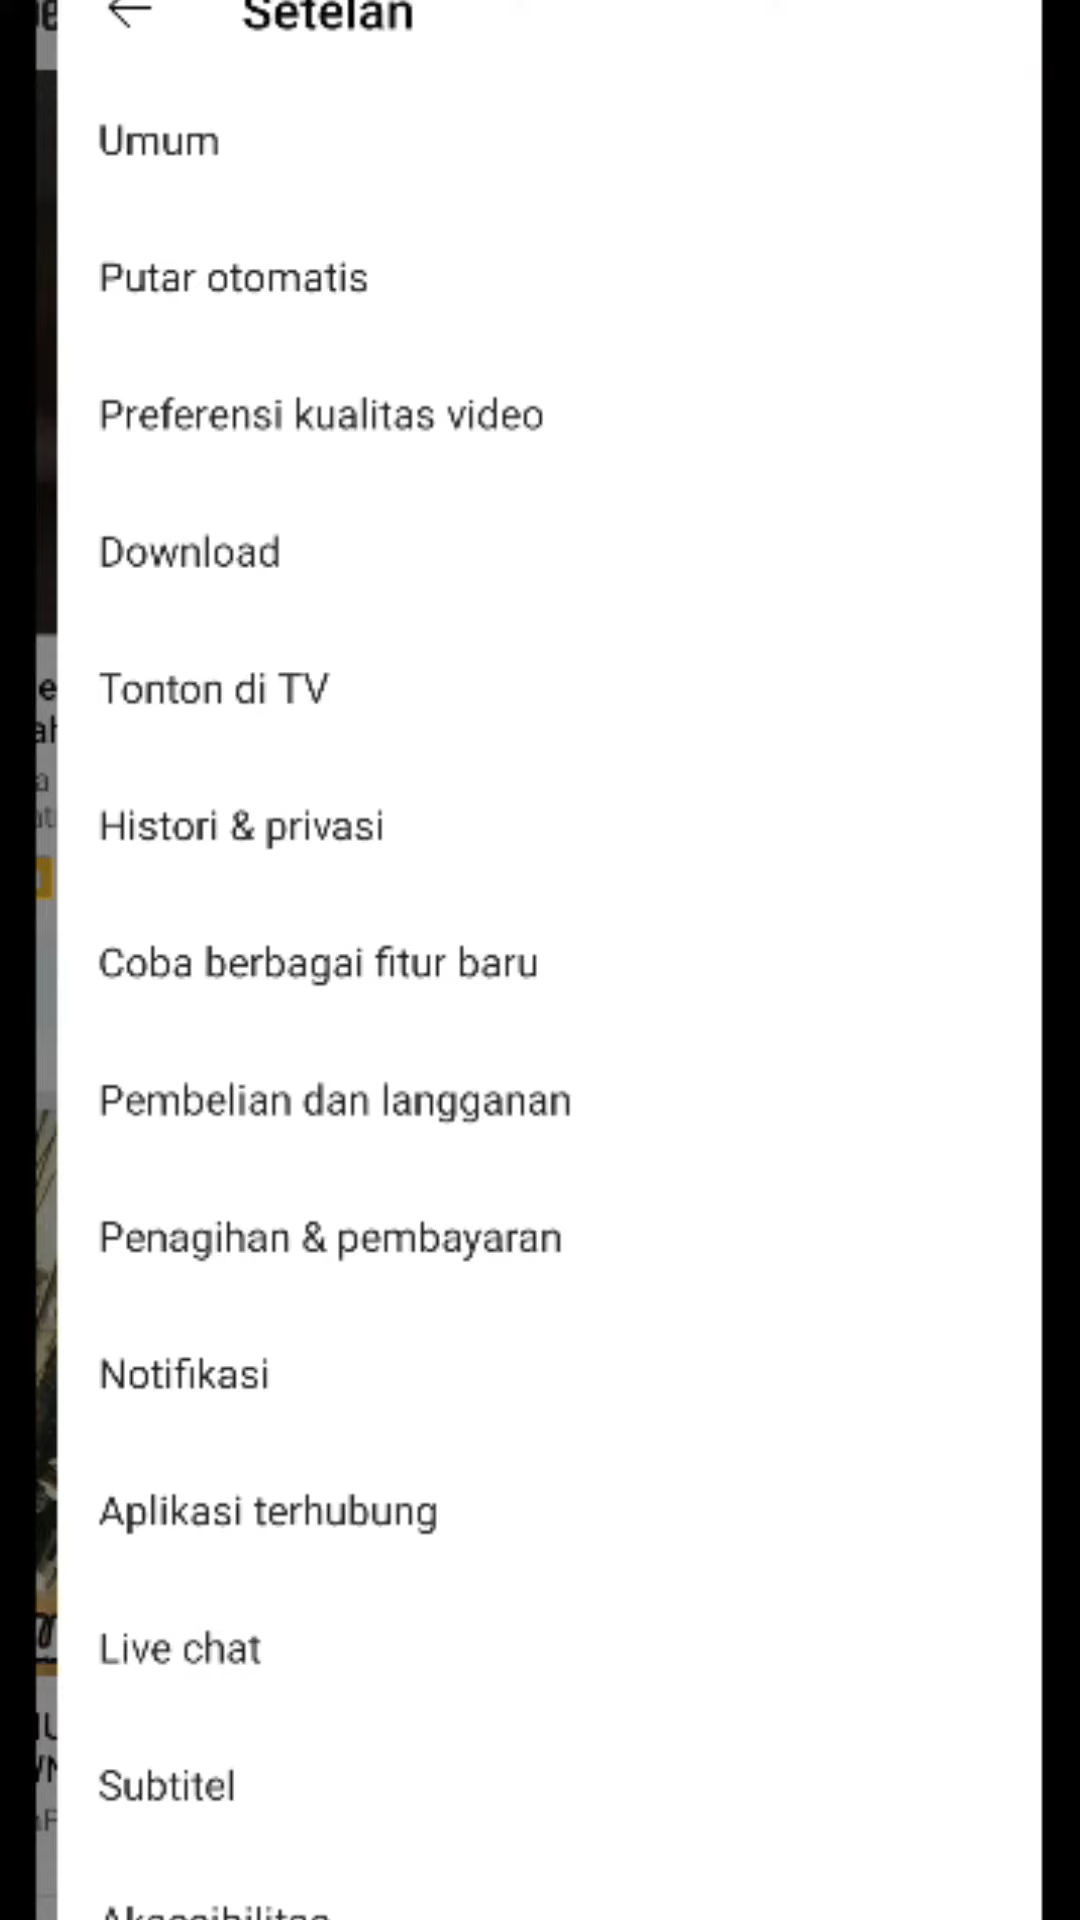 Setelan
Umum
Putar otomatis
Preferensi kualitas video
Download
Tonton di TV
Histori & privasi
Coba berbagai fitur baru
Pembelian dan langganan
Penagihan & pembayaran
Notifikasi
Aplikasi terhubung
Live chat
Subtitel
Aksesibilitas